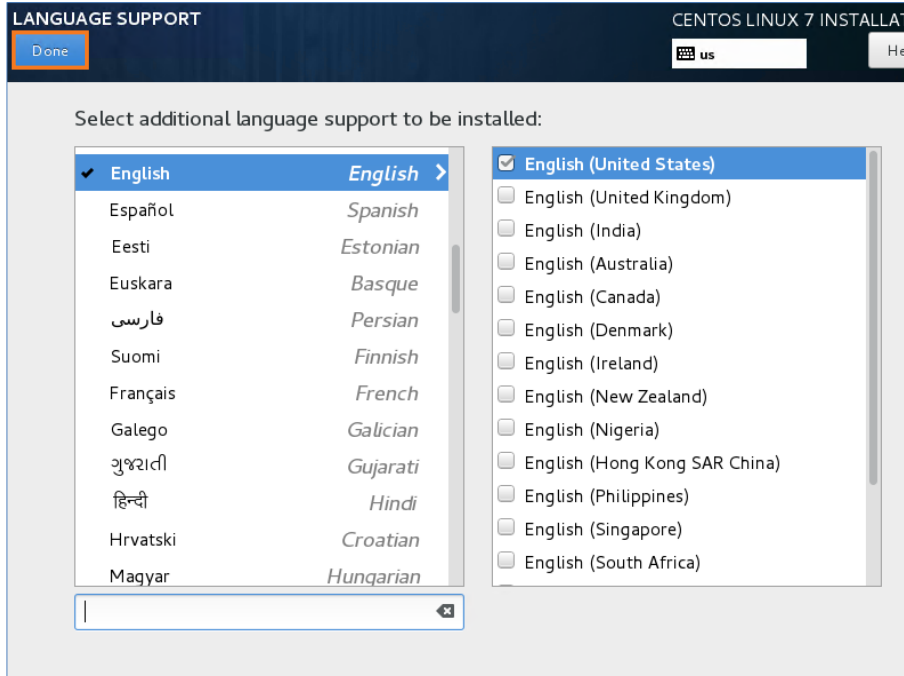 LANGUAGE SUPPORT
CENTOS LINUX 7 INSTALLAT
Done
us
He
Select additional language support to be installed:
English English
Español Spanish
Eesti Estonian
Euskara Basque
فارسی Persian
Suomi Finnish
Français French
Galego Galician
ગુજરાતી Gujarati
हिन्दी Hindi
Hrvatski Croatian
Magyar Hungarian
English (United States)
English (United Kingdom)
English (India)
English (Australia)
English (Canada)
English (Denmark)
English (Ireland)
English (New Zealand)
English (Nigeria)
English (Hong Kong SAR China)
English (Philippines)
English (Singapore)
English (South Africa)